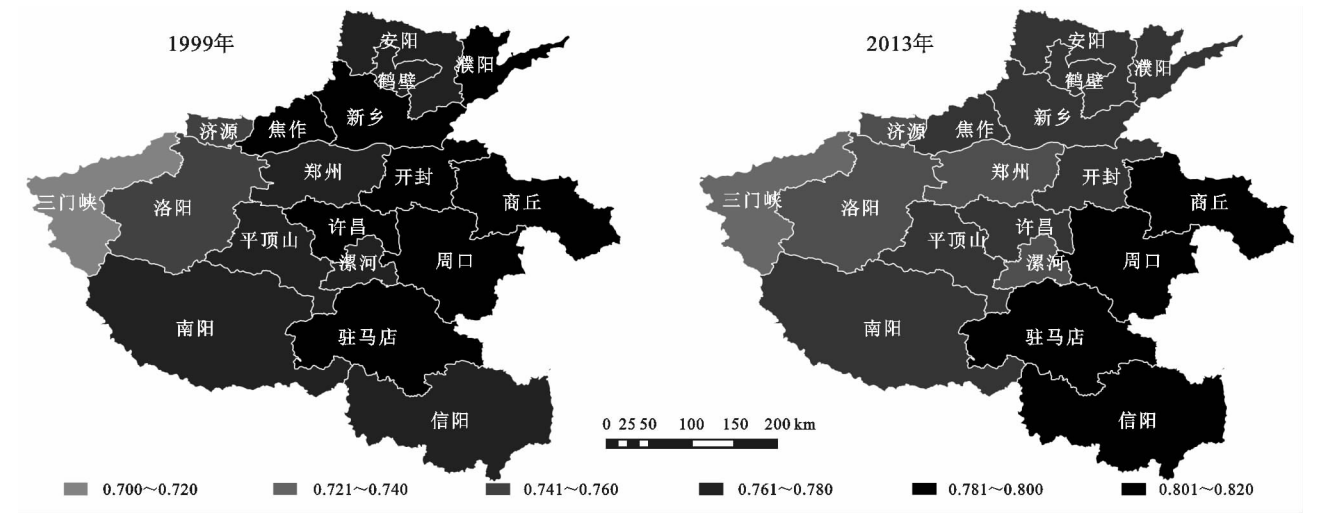 1999年
安阳
濮阳
鹤壁
新乡
济源
焦作
郑州
开封
三门峡
洛阳
商丘
许昌
平顶山
漯河
周口
南阳
驻马店
信阳
2013年
安阳
濮阳
鹤壁
新乡
济源
焦作
郑州
开封
三门峡
洛阳
商丘
许昌
平顶山
漯河
周口
南阳
驻马店
信阳
0 25 50 100 150 200 km
0.700～0.720 0.721～0.740 0.741～0.760 0.761～0.780 0.781～0.800 0.801～0.820